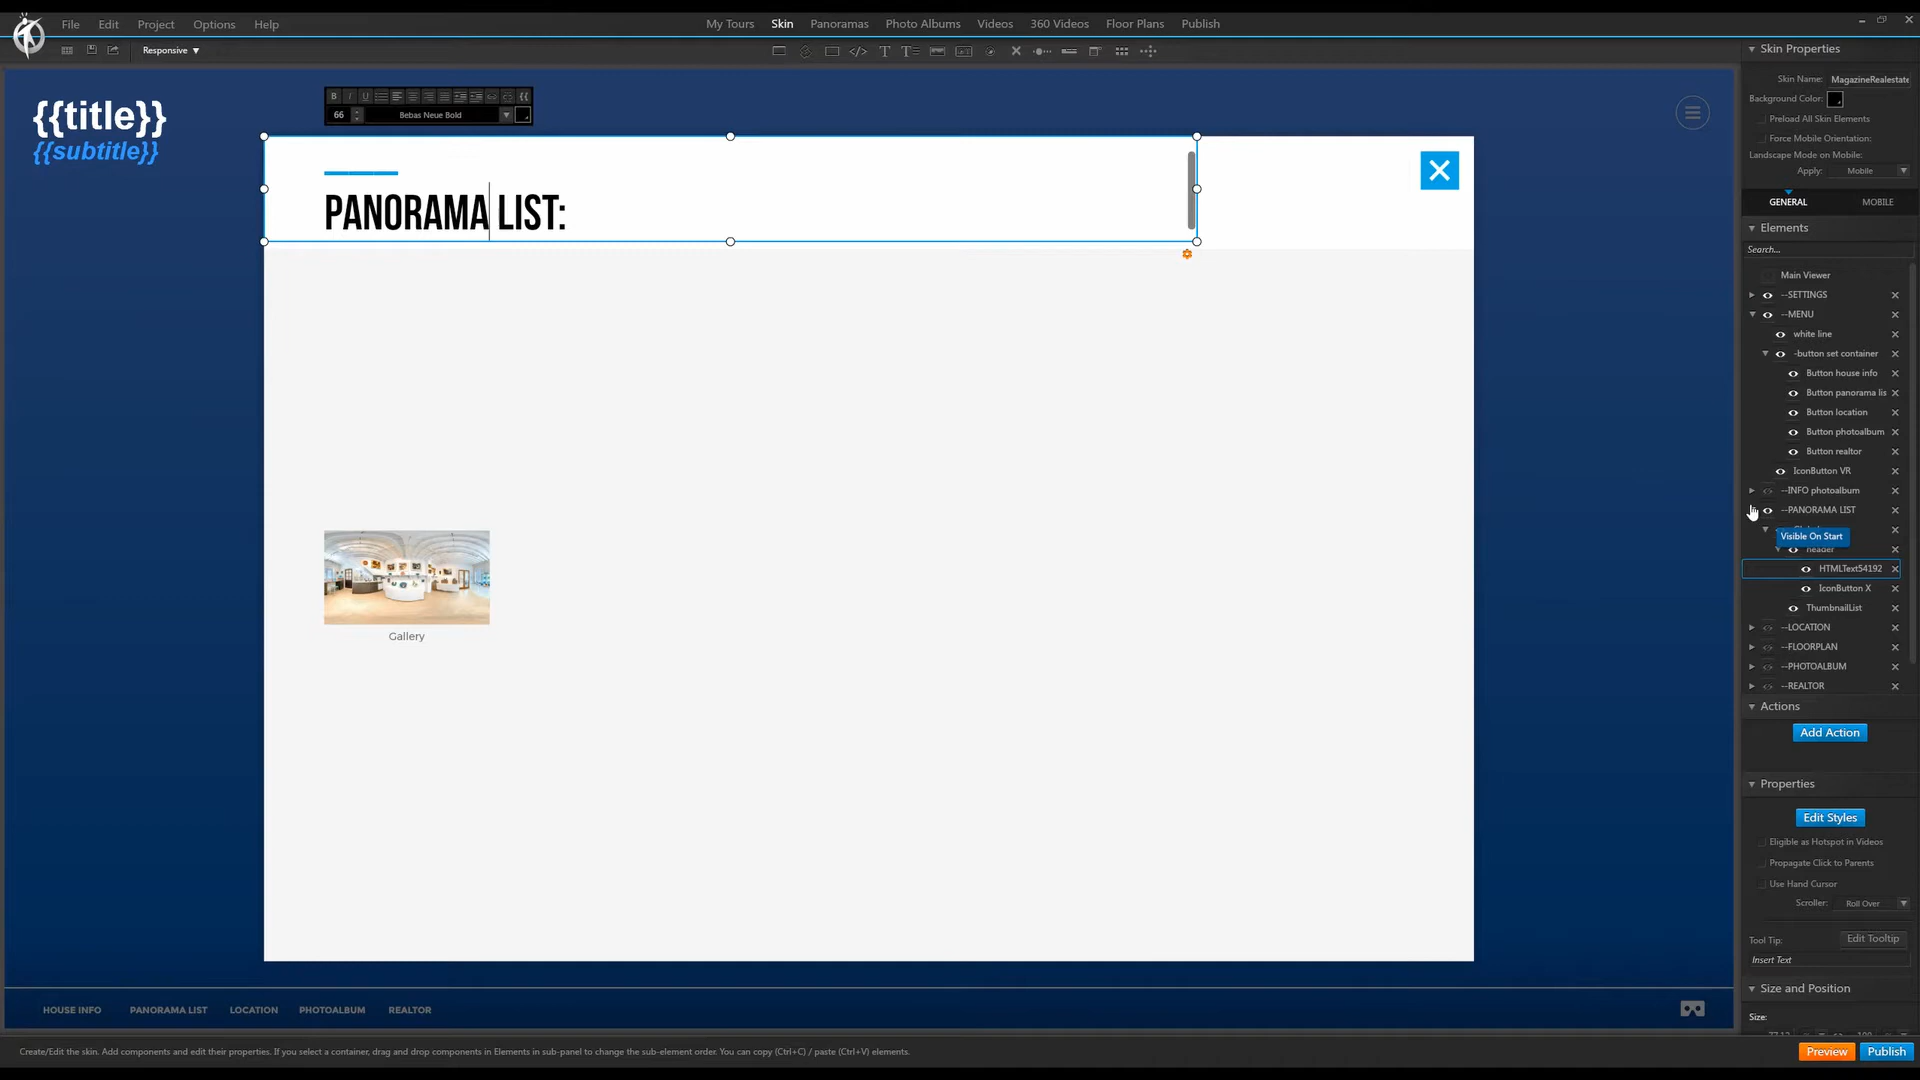 File Edit Project Options Help
My Tours Skin Panoramas Photo Albums Videos 360 Videos Floor Plans Publish
Responsive
{{title}}
{{subtitle}}
B I U {{
66 Bebas Neue Bold
PANORAMA LIST:
Gallery
HOUSE INFO PANORAMA LIST LOCATION PHOTOALBUM REALTOR
Create/Edit the skin. Add components and edit their properties. If you select a container, drag and drop components in Elements in sub-panel to change the sub-element order. You can copy (Ctrl+C) / paste (Ctrl+V) elements.
Skin Properties
Skin Name: MagazineRealestate
Background Color:
Preload All Skin Elements
Force Mobile Orientation:
Landscape Mode on Mobile:
Apply: Mobile
GENERAL MOBILE
Elements
Search...
Main Viewer
--SETTINGS
--MENU
white line
-button set container
Button house info
Button panorama lis
Button location
Button photoalbum
Button realtor
IconButton VR
--INFO photoalbum
--PANORAMA LIST
Visible On Start
header
HTMLText54192
IconButton X
ThumbnailList
--LOCATION
--FLOORPLAN
--PHOTOALBUM
--REALTOR
Actions
Add Action
Properties
Edit Styles
Eligible as Hotspot in Videos
Propagate Click to Parents
Use Hand Cursor
Scroller: Roll Over
Tool Tip: Edit Tooltip
Insert Text
Size and Position
Size:
Preview Publish